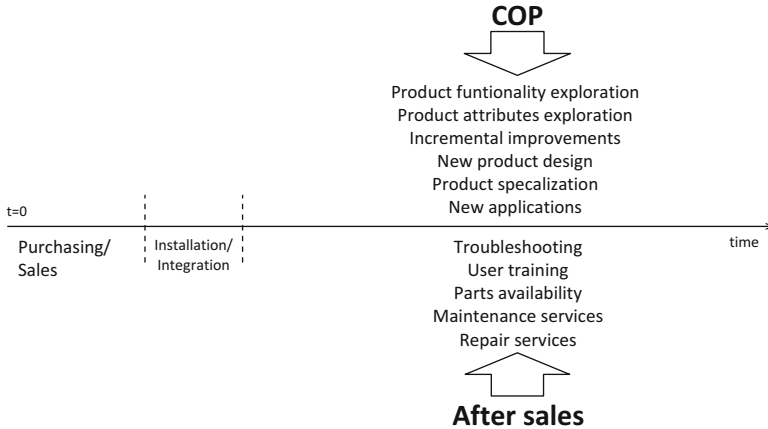 COP
Product funtionality exploration
Product attributes exploration
Incremental improvements
New product design
Product specalization
New applications
t=0
time
Purchasing/
Sales
Installation/
Integration
Troubleshooting
User training
Parts availability
Maintenance services
Repair services
After sales